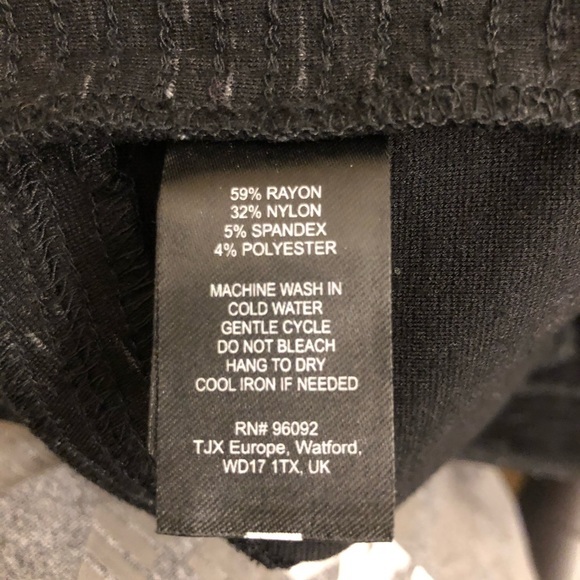 59% RAYON
32% NYLON
5% SPANDEX
4% POLYESTER
MACHINE WASH IN
COLD WATER
GENTLE CYCLE
DO NOT BLEACH
HANG TO DRY
COOL IRON IF NEEDED
RN# 96092
TJX Europe, Watford,
WD17 1TX, UK